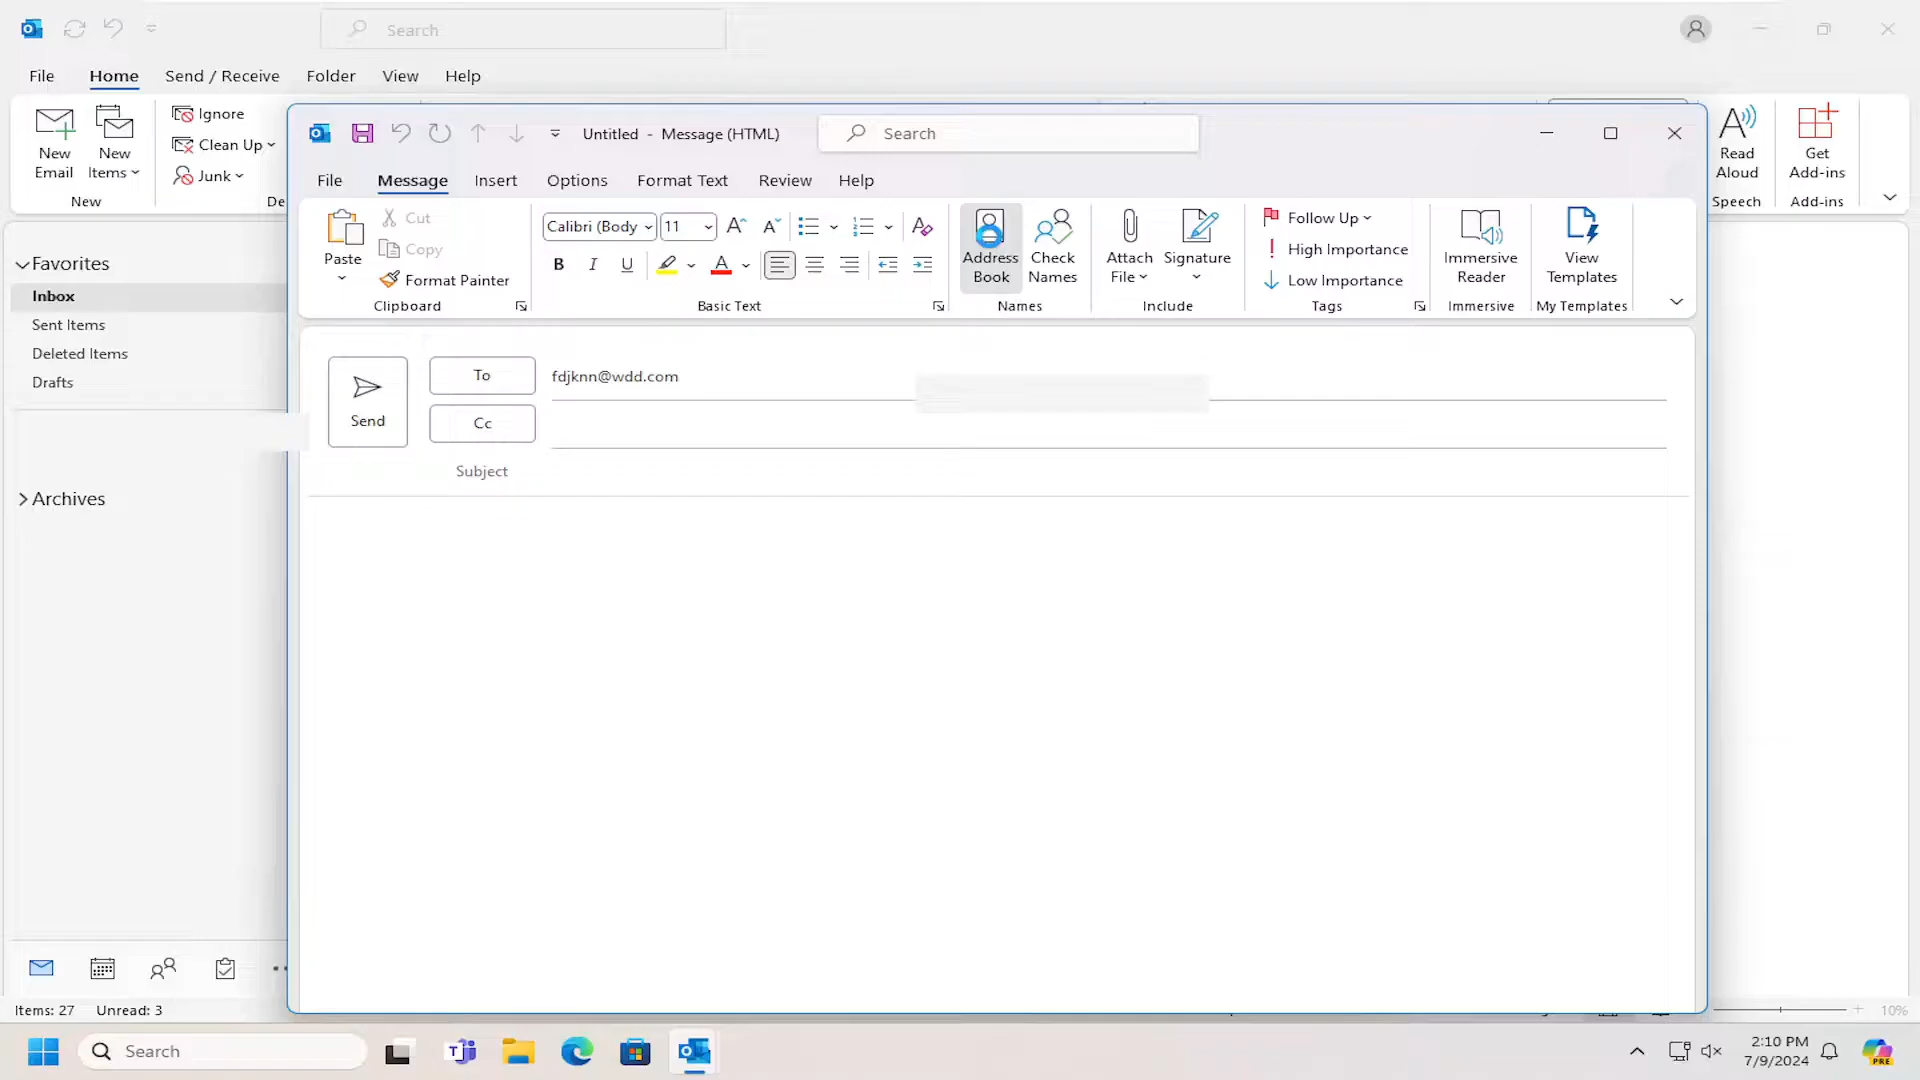 Search
File Home Send / Receive Folder View Help
New Email
New Items
Ignore
Clean Up
Junk
New
De
Untitled - Message (HTML)
Search
File Message Insert Options Format Text Review Help
Paste
Cut
Copy
Format Painter
Clipboard
Calibri (Body
11
B I U
A
Basic Text
Address Book
Check Names
Names
Attach File
Signature
Include
Follow Up
High Importance
Low Importance
Tags
Immersive Reader
Immersive
View Templates
My Templates
Read Aloud
Speech
Get Add-ins
Add-ins
Favorites
Inbox
Sent Items
Deleted Items
Drafts
Archives
Send
To
fdjknn@wdd.com
Cc
Subject
Items: 27 Unread: 3
10%
Search
2:10 PM
7/9/2024
PRE